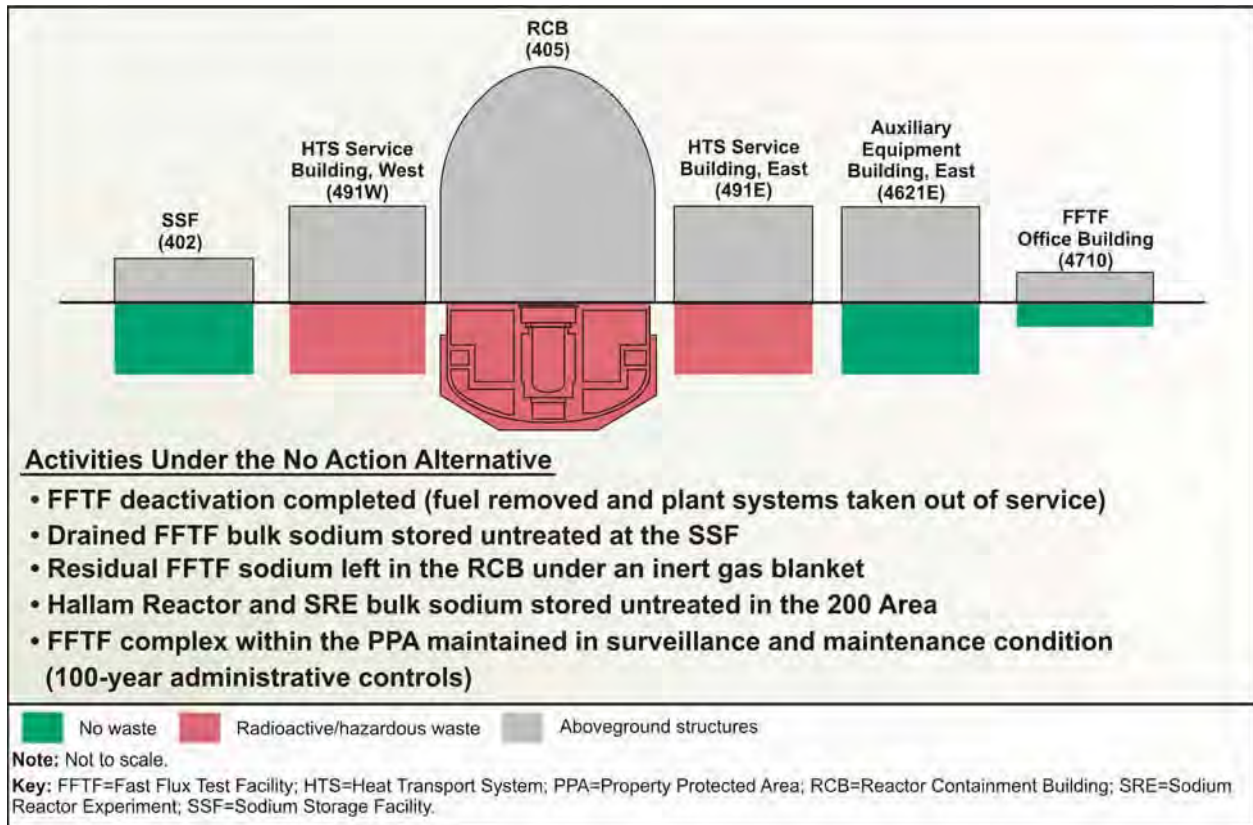 RCB
(405)
HTS Service
Building, West
(491W)
HTS Service
Building, East
(491E)
Auxiliary
Equipment
Building, East
(4621E)
SSF
(402)
FFTF
Office Building
(4710)
Activities Under the No Action Alternative
• FFTF deactivation completed (fuel removed and plant systems taken out of service)
• Drained FFTF bulk sodium stored untreated at the SSF
• Residual FFTF sodium left in the RCB under an inert gas blanket
• Hallam Reactor and SRE bulk sodium stored untreated in the 200 Area
• FFTF complex within the PPA maintained in surveillance and maintenance condition
(100-year administrative controls)
No waste
Radioactive/hazardous waste
Aboveground structures
Note: Not to scale.
Key: FFTF=Fast Flux Test Facility; HTS=Heat Transport System; PPA=Property Protected Area; RCB=Reactor Containment Building; SRE=Sodium
Reactor Experiment; SSF=Sodium Storage Facility.